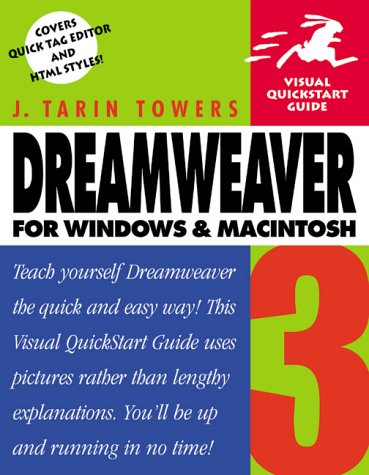 COVERS
QUICK TAG EDITOR
AND
HTML STYLES!
VISUAL
QUICKSTART
GUIDE
J. TARIN TOWERS
DREAMWEAVER
FOR WINDOWS & MACINTOSH
3
Teach yourself Dreamweaver
the quick and easy way! This
Visual QuickStart Guide uses
pictures rather than lengthy
explanations. You'll be up
and running in no time!